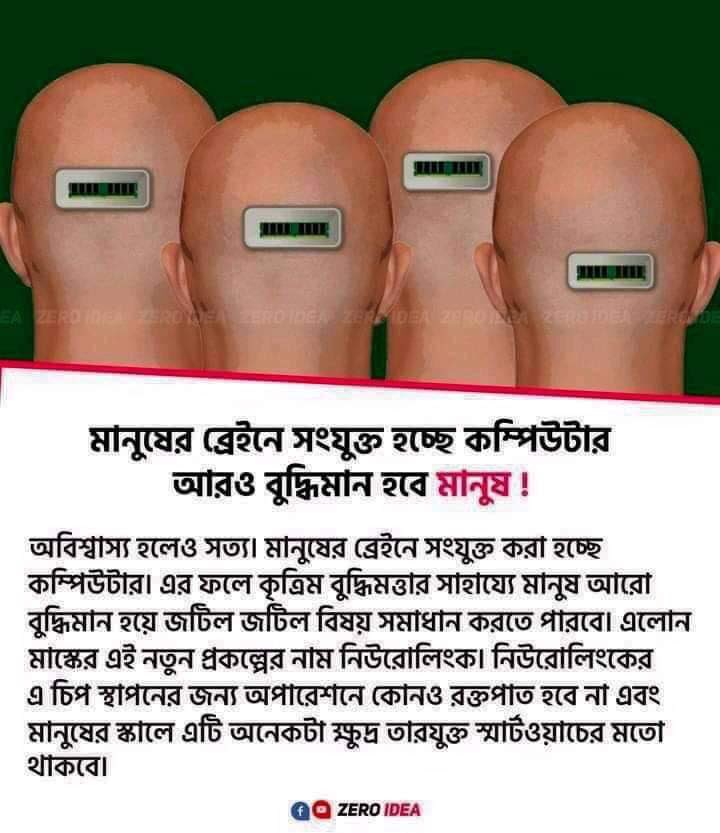 মানুষের ব্রেইনে সংযুক্ত হচ্ছে কম্পিউটার
আরও বুদ্ধিমান হবে মানুষ !
অবিশ্বাস্য হলেও সত্য। মানুষের ব্রেইনে সংযুক্ত করা হচ্ছে
কম্পিউটার। এর ফলে কৃত্রিম বুদ্ধিমত্তার সাহায্যে মানুষ আরো
বুদ্ধিমান হয়ে জটিল জটিল বিষয় সমাধান করতে পারবে। এলোন
মাস্কের এই নতুন প্রকল্পের নাম নিউরোলিংক। নিউরোলিংকের
এ চিপ স্থাপনের জন্য অপারেশনে কোনও রক্তপাত হবে না এবং
মানুষের স্কালে এটি অনেকটা ক্ষুদ্র তারযুক্ত স্মার্টওয়াচের মতো
থাকবে।
ZERO IDEA